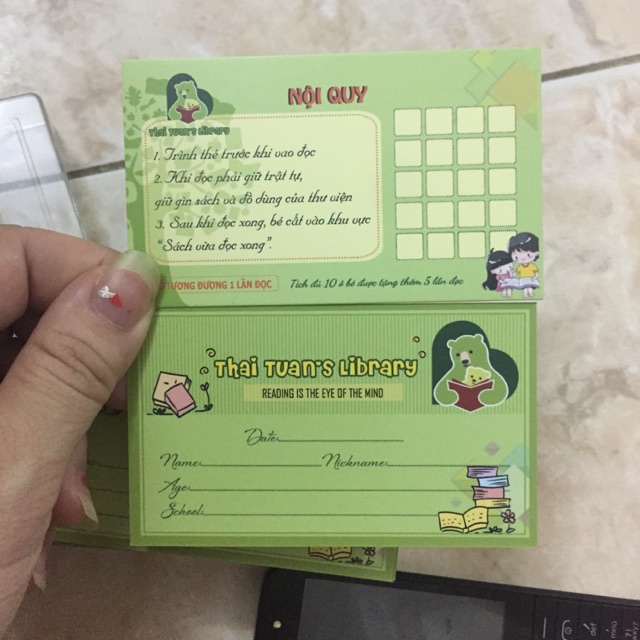 NỘI QUY
Thai Tuan's Library
1. Trình thẻ trước khi vào đọc
2. Khi đọc phải giữ trật tự,
giữ gìn sách và đồ dùng của thư viện
3. Sau khi đọc xong, bé cất vào khu vực
“Sách vừa đọc xong”.
TƯƠNG ĐƯƠNG 1 LẦN ĐỌC
Tích đủ 10 ô bé được tặng thêm 5 lần đọc
Thai Tuan's Library
READING IS THE EYE OF THE MIND
Date:
Name: Nickname:
Age:
School: